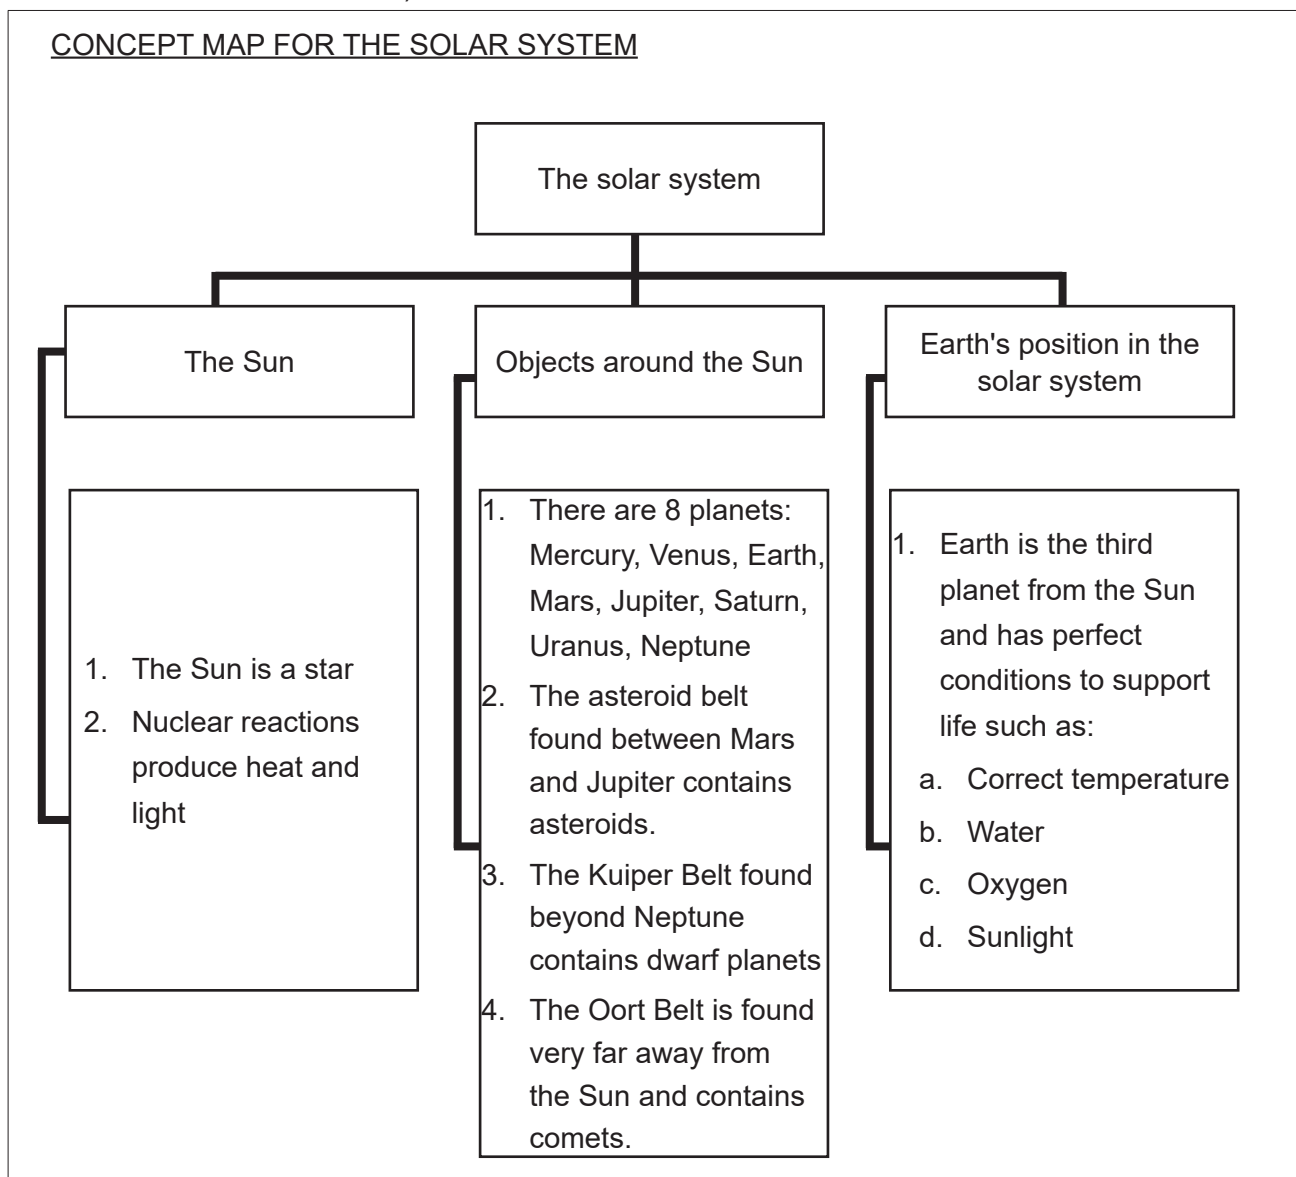 CONCEPT MAP FOR THE SOLAR SYSTEM
The solar system
The Sun
1. The Sun is a star
2. Nuclear reactions
produce heat and
light
Objects around the Sun
1. There are 8 planets:
Mercury, Venus, Earth,
Mars, Jupiter, Saturn,
Uranus, Neptune
2. The asteroid belt
found between Mars
and Jupiter contains
asteroids.
3. The Kuiper Belt found
beyond Neptune
contains dwarf planets
4. The Oort Belt is found
very far away from
the Sun and contains
comets.
Earth's position in the
solar system
1. Earth is the third
planet from the Sun
and has perfect
conditions to support
life such as:
a. Correct temperature
b. Water
c. Oxygen
d. Sunlight